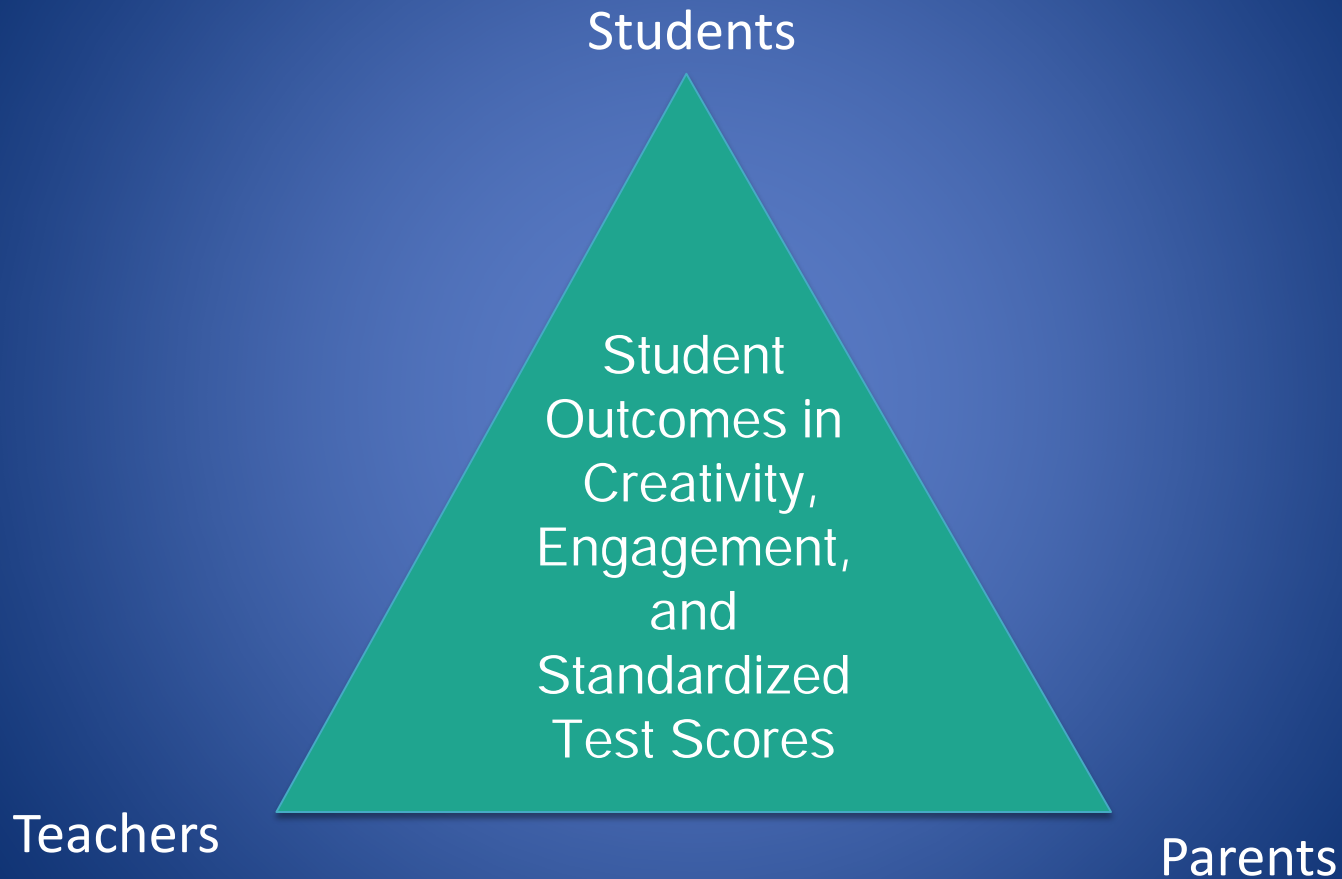 Students
Student
Outcomes in
Creativity,
Engagement,
and
Standardized
Test Scores
Teachers
Parents